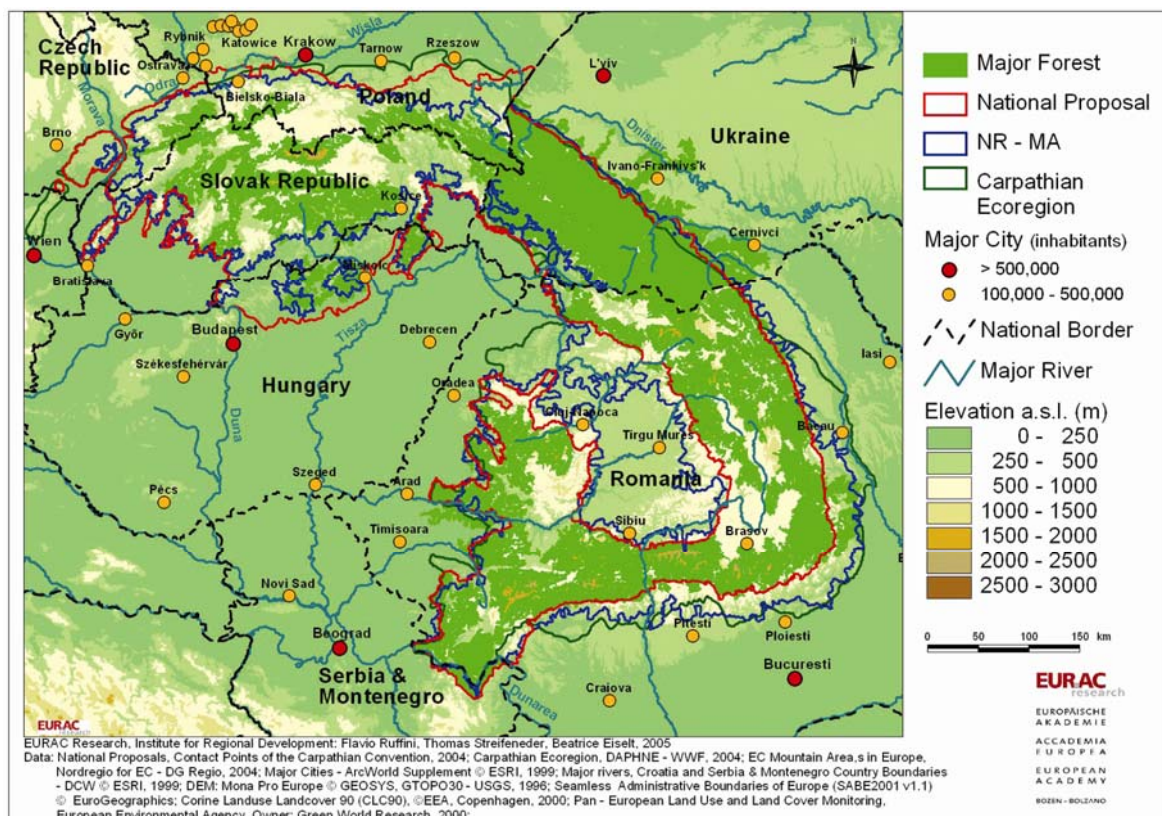 Czech
Republic
Rybnik
Katowice
Krakow
Wisla
Tarnow
Rzeszow
Ostrava
Odra
Bielsko-Biala
Poland
L'viv
N
Morava
Brno
Ukraine
Dnister
Ivano-Frankivs'k
Slovak Republic
Kosice
Cernivci
Wien
Bratislava
Miskolc
Györ
Budapest
Tisza
Debrecen
Iasi
Székesfehérvár
Hungary
Oradea
Cluj-Napoca
Duna
Tirgu Mures
Bacau
Romania
Szeged
Arad
Pécs
Timisoara
Sibiu
Brasov
Novi Sad
Beograd
Pitesti
Ploiesti
Serbia &
Montenegro
Bucuresti
Dunarea
Craiova
EURAC
research
Major Forest
National Proposal
NR - MA
Carpathian
Ecoregion
Major City (inhabitants)
> 500,000
100,000 - 500,000
National Border
Major River
Elevation a.s.l. (m)
0 - 250
250 - 500
500 - 1000
1000 - 1500
1500 - 2000
2000 - 2500
2500 - 3000
0 50 100 150 km
EURAC
research
EUROPÄISCHE
AKADEMIE
ACCADEMIA
EUROPEA
EUROPEAN
ACADEMY
BOZEN - BOLZANO
EURAC Research, Institute for Regional Development: Flavio Ruffini, Thomas Streifeneder, Beatrice Eiselt, 2005
Data: National Proposals, Contact Points of the Carpathian Convention, 2004; Carpathian Ecoregion, DAPHNE - WWF, 2004; EC Mountain Area,s in Europe,
Nordregio for EC - DG Regio, 2004; Major Cities - ArcWorld Supplement © ESRI, 1999; Major rivers, Croatia and Serbia & Montenegro Country Boundaries
- DCW © ESRI, 1999; DEM: Mona Pro Europe © GEOSYS, GTOPO30 - USGS, 1996; Seamless Administrative Boundaries of Europe (SABE2001 v1.1)
© EuroGeographics; Corine Landuse Landcover 90 (CLC90), ©EEA, Copenhagen, 2000; Pan - European Land Use and Land Cover Monitoring,
European Environmental Agency, Owner: Green World Research, 2000;